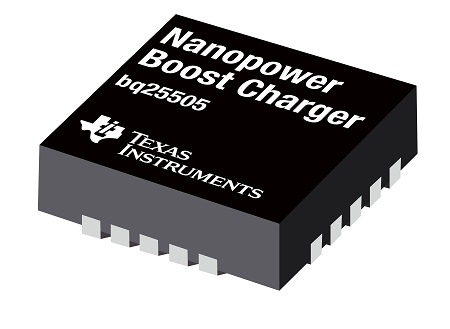 Nanopower
Boost Charger
bq25505
TEXAS
INSTRUMENTS